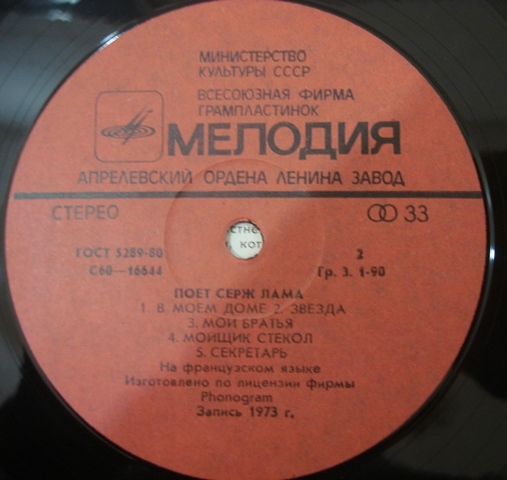 МИНИСТЕРСТВО
КУЛЬТУРЫ СССР
ВСЕСОЮЗНАЯ ФИРМА
ГРАМПЛАСТИНОК
МЕЛОДИЯ
АПРЕЛЕВСКИЙ ОРДЕНА ЛЕНИНА ЗАВОД
СТЕРЕО 33
стне
кот
ГОСТ 5289-80 2
С60—16644 Гр. 3. 1-90
ПОЕТ СЕРЖ ЛАМА
1. В МОЕМ ДОМЕ 2. ЗВЕЗДА
3. МОИ БРАТЬЯ
4. МОЙЩИК СТЕКОЛ
5. СЕКРЕТАРЬ
На французском языке
Изготовлено по лицензии фирмы
Phonogram
Запись 1973 г.